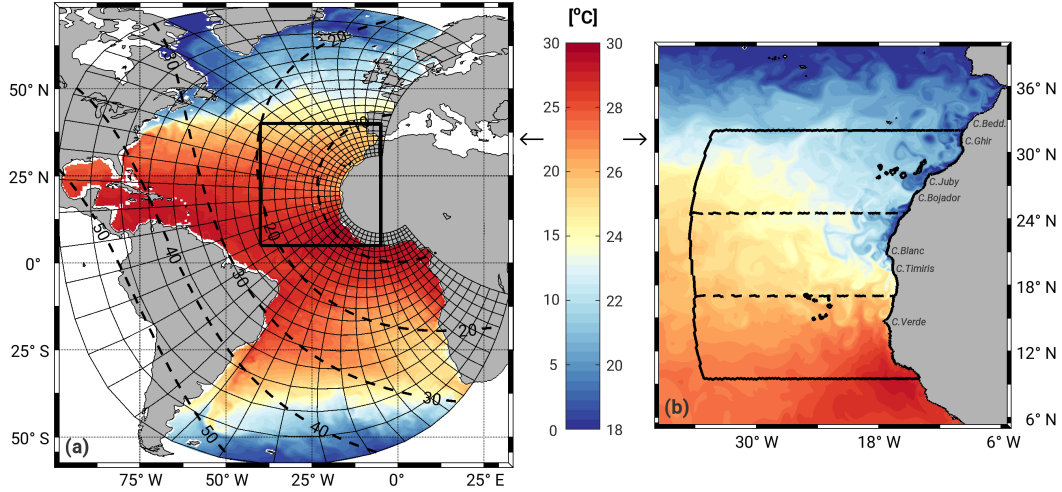 [°C]
50° N
25° N
0°
25° S
50° S
75° W
50° W
25° W
0°
25° E
(a)
30
20
50
40
30
20
20
30
40
50
30
25
20
15
10
5
0
30
28
26
24
22
20
18
←
→
C.Bedd.
C.Ghir
C.Juby
C.Bojador
C.Blanc
C.Timiris
C.Verde
(b)
36° N
30° N
24° N
18° N
12° N
6° N
30° W
18° W
6° W